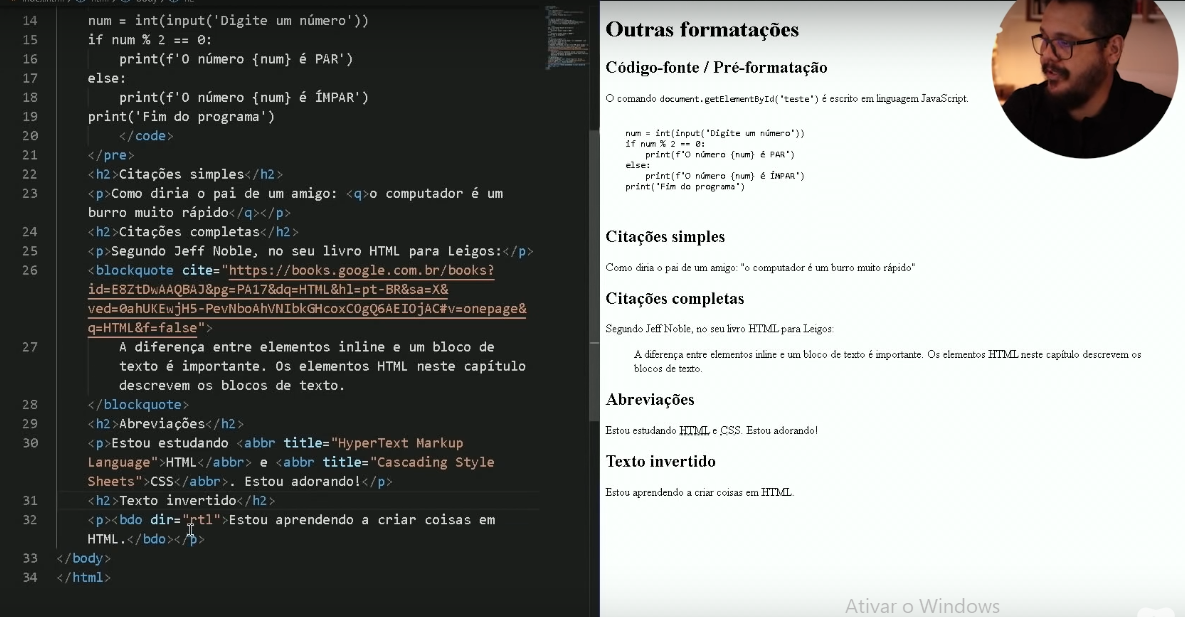 14 num = int(input('Digite um número'))
15 if num % 2 == 0:
16 print(f'O número {num} é PAR')
17 else:
18 print(f'O número {num} é ÍMPAR')
19 print('Fim do programa')
20 </code>
21 </pre>
22 <h2>Citações simples</h2>
23 <p>Como diria o pai de um amigo: <q>o computador é um
burro muito rápido</q></p>
24 <h2>Citações completas</h2>
25 <p>Segundo Jeff Noble, no seu livro HTML para Leigos:</p>
26 <blockquote cite="https://books.google.com.br/books?
id=E8ZtDwAAQBAJ&pg=PA17&dq=HTML&hl=pt-BR&sa=X&
ved=0ahUKEwjH5-PevNboAhVNIbkGHcoxCOgQ6AEIOjAC#v=onepage&
q=HTML&f=false">
27 A diferença entre elementos inline e um bloco de
texto é importante. Os elementos HTML neste capítulo
descrevem os blocos de texto.
28 </blockquote>
29 <h2>Abreviações</h2>
30 <p>Estou estudando <abbr title="HyperText Markup
Language">HTML</abbr> e <abbr title="Cascading Style
Sheets">CSS</abbr>. Estou adorando!</p>
31 <h2>Texto invertido</h2>
32 <p><bdo dir="rtl">Estou aprendendo a criar coisas em
HTML.</bdo></p>
33 </body>
34 </html>
Outras formatações
Código-fonte / Pré-formatação
O comando document.getElementById("teste") é escrito em linguagem JavaScript.
num = int(input('Digite um número'))
if num % 2 == 0:
print(f'O número {num} é PAR')
else:
print(f'O número {num} é ÍMPAR')
print('Fim do programa')
Citações simples
Como diria o pai de um amigo: "o computador é um burro muito rápido"
Citações completas
Segundo Jeff Noble, no seu livro HTML para Leigos:
A diferença entre elementos inline e um bloco de texto é importante. Os elementos HTML neste capítulo descrevem os
blocos de texto.
Abreviações
Estou estudando HTML e CSS. Estou adorando!
Texto invertido
Estou aprendendo a criar coisas em HTML.
Ativar o Windows